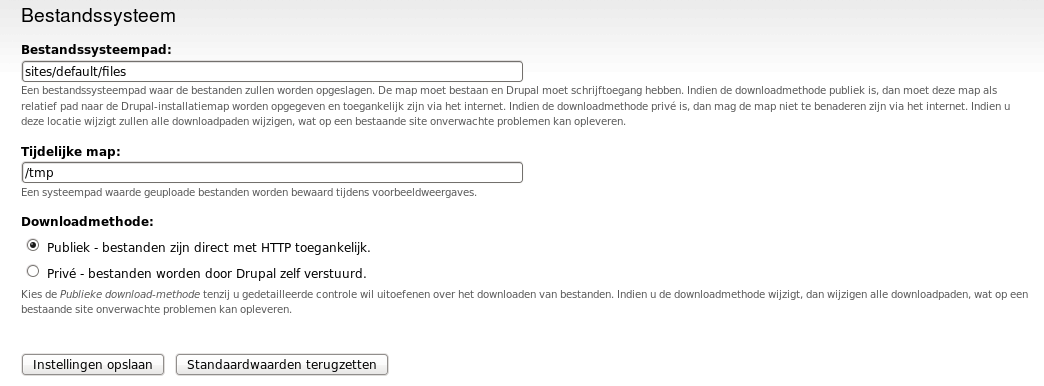 Bestandssysteem
Bestandssysteempad:
sites/default/files
Een bestandssysteempad waar de bestanden zullen worden opgeslagen. De map moet bestaan en Drupal moet schrijftoegang hebben. Indien de downloadmethode publiek is, dan moet deze map als
relatief pad naar de Drupal-installatiemap worden opgegeven en toegankelijk zijn via het internet. Indien de downloadmethode privé is, dan mag de map niet te benaderen zijn via het internet. Indien u
deze locatie wijzigt zullen alle downloadpaden wijzigen, wat op een bestaande site onverwachte problemen kan opleveren.
Tijdelijke map:
/tmp
Een systeempad waarde geuploade bestanden worden bewaard tijdens voorbeeldweergaves.
Downloadmethode:
Publiek - bestanden zijn direct met HTTP toegankelijk.
Privé - bestanden worden door Drupal zelf verstuurd.
Kies de Publieke download-methode tenzij u gedetailleerde controle wil uitoefenen over het downloaden van bestanden. Indien u de downloadmethode wijzigt, dan wijzigen alle downloadpaden, wat op een
bestaande site onverwachte problemen kan opleveren.
Instellingen opslaan Standaardwaarden terugzetten